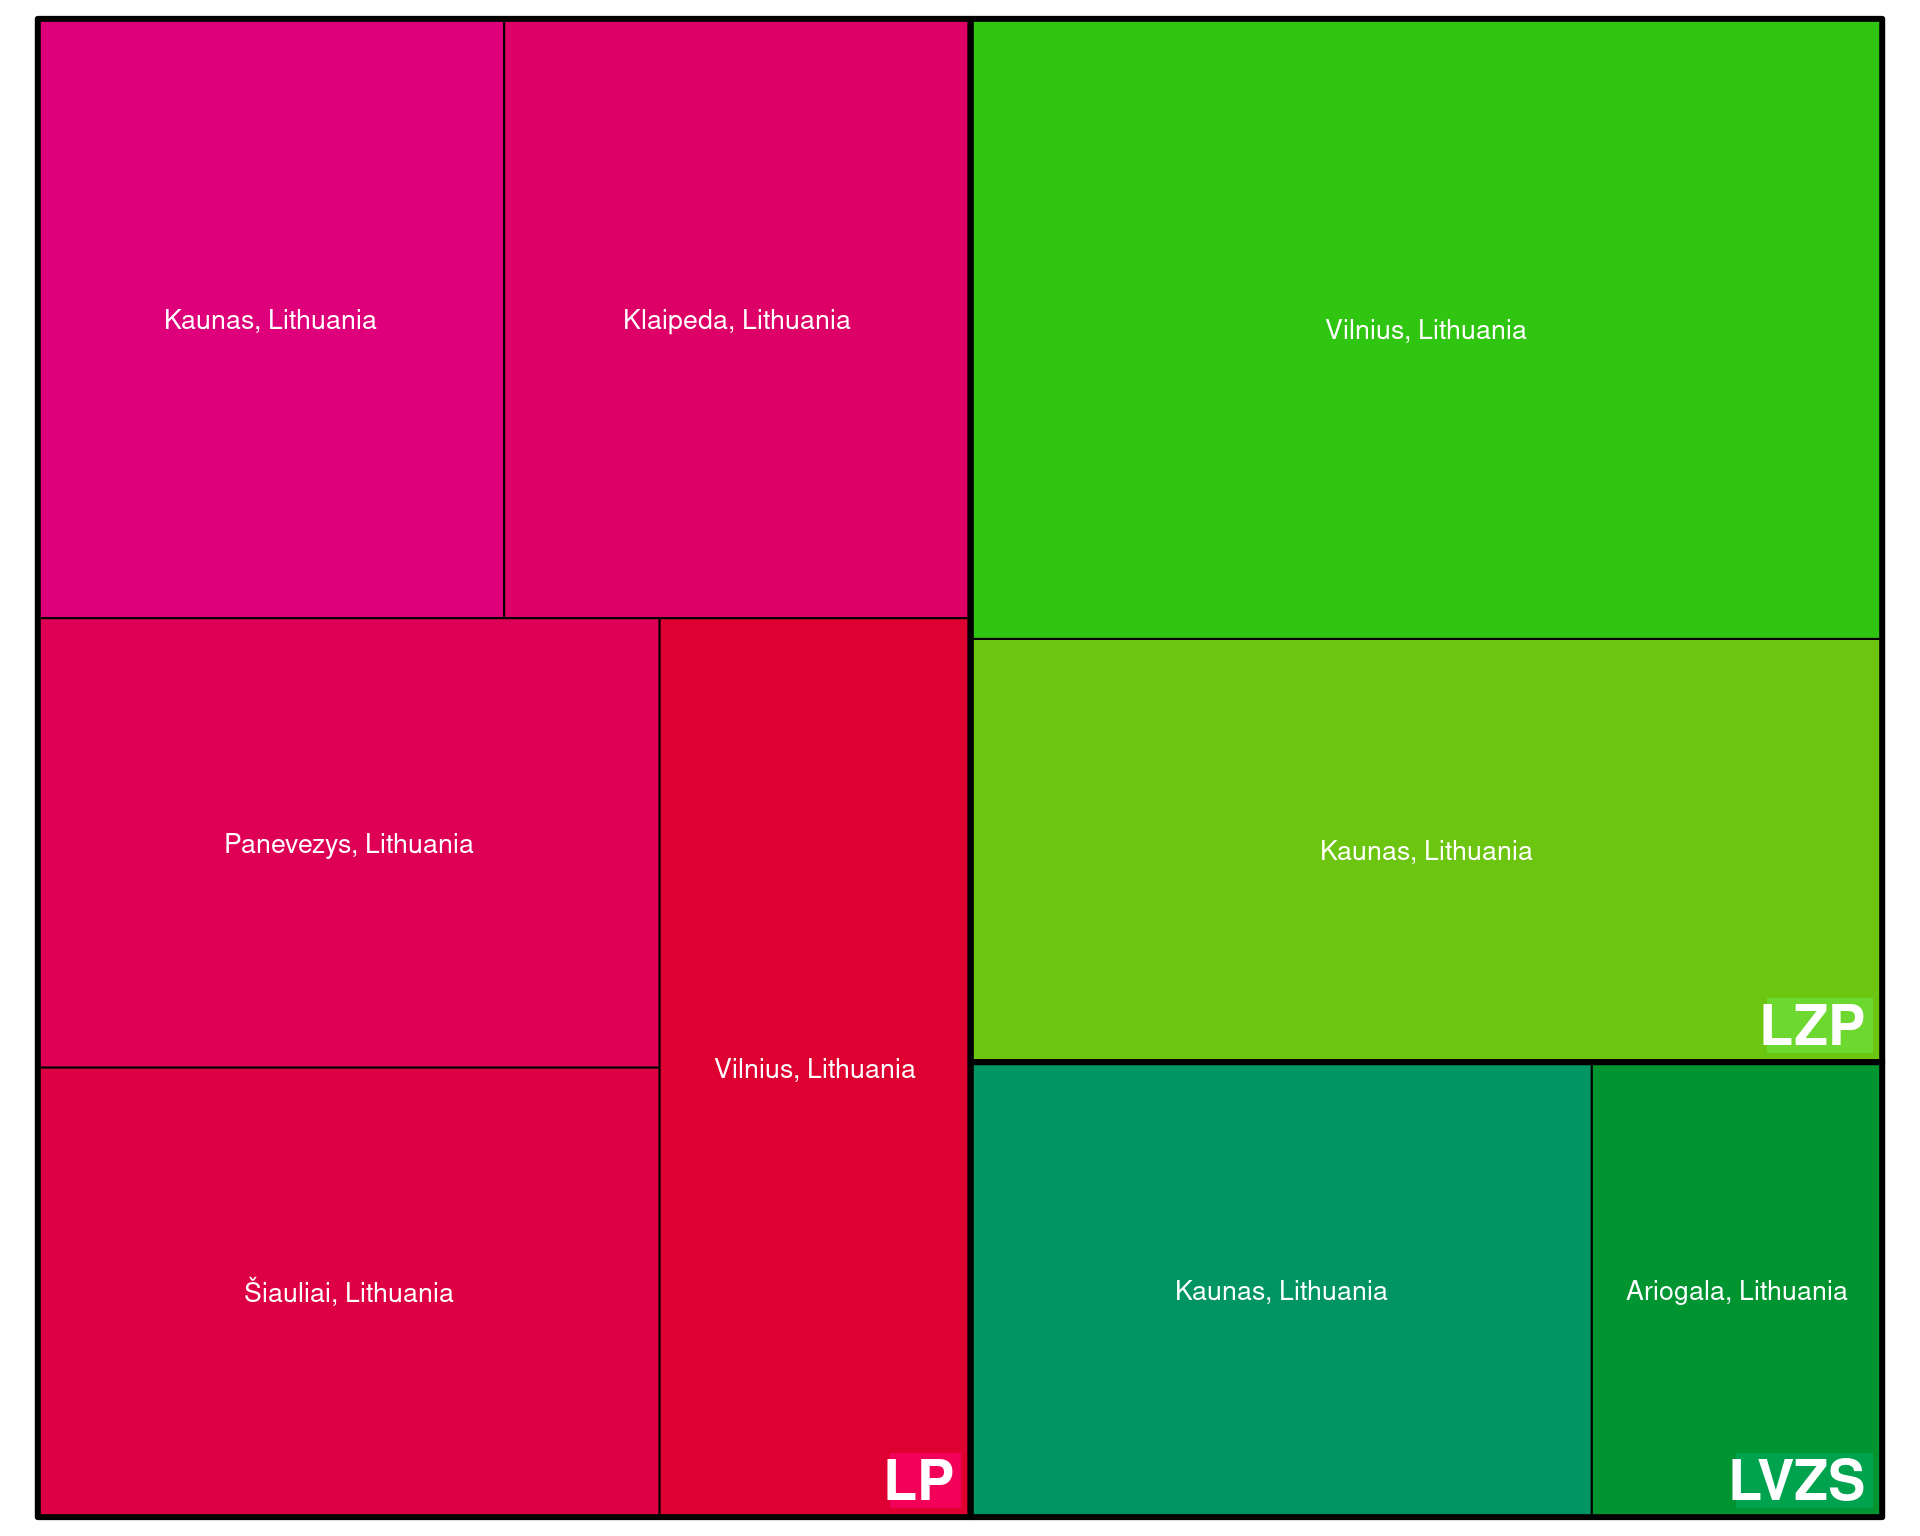 Kaunas, Lithuania
Klaipeda, Lithuania
Vilnius, Lithuania
Panevezys, Lithuania
Kaunas, Lithuania
LZP
Vilnius, Lithuania
Šiauliai, Lithuania
Kaunas, Lithuania
Ariogala, Lithuania
LP
LVZS